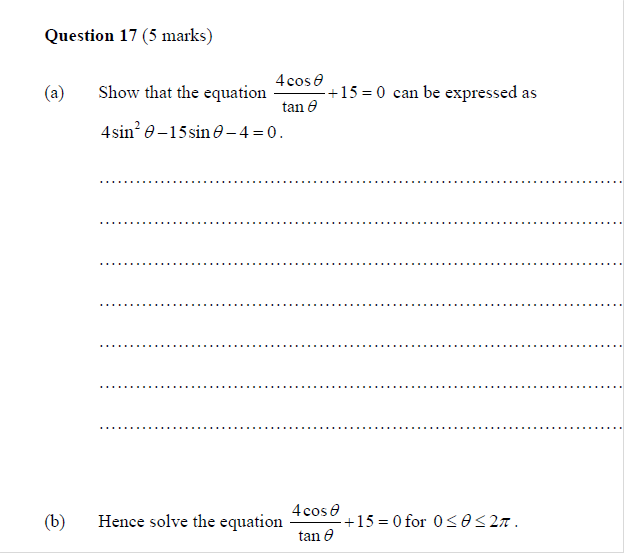 Question 17 (5 marks)
(a) Show that the equation \frac{4\cos\theta}{\tan\theta}+15=0 can be expressed as
4\sin^2\theta-15\sin\theta-4=0.
(b) Hence solve the equation \frac{4\cos\theta}{\tan\theta}+15=0 for 0\le\theta\le2\pi.